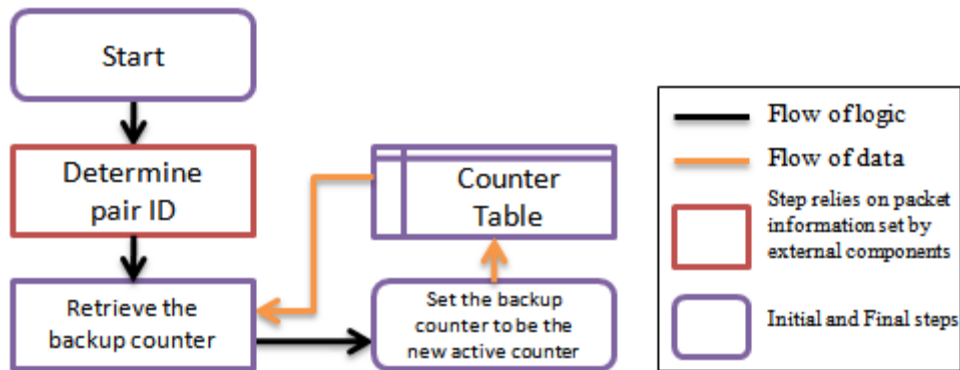 Start
Determine
pair ID
Retrieve the
backup counter
Counter
Table
Set the backup
counter to be the
new active counter
Flow of logic
Flow of data
Step relies on packet
information set by
external components
Initial and Final steps